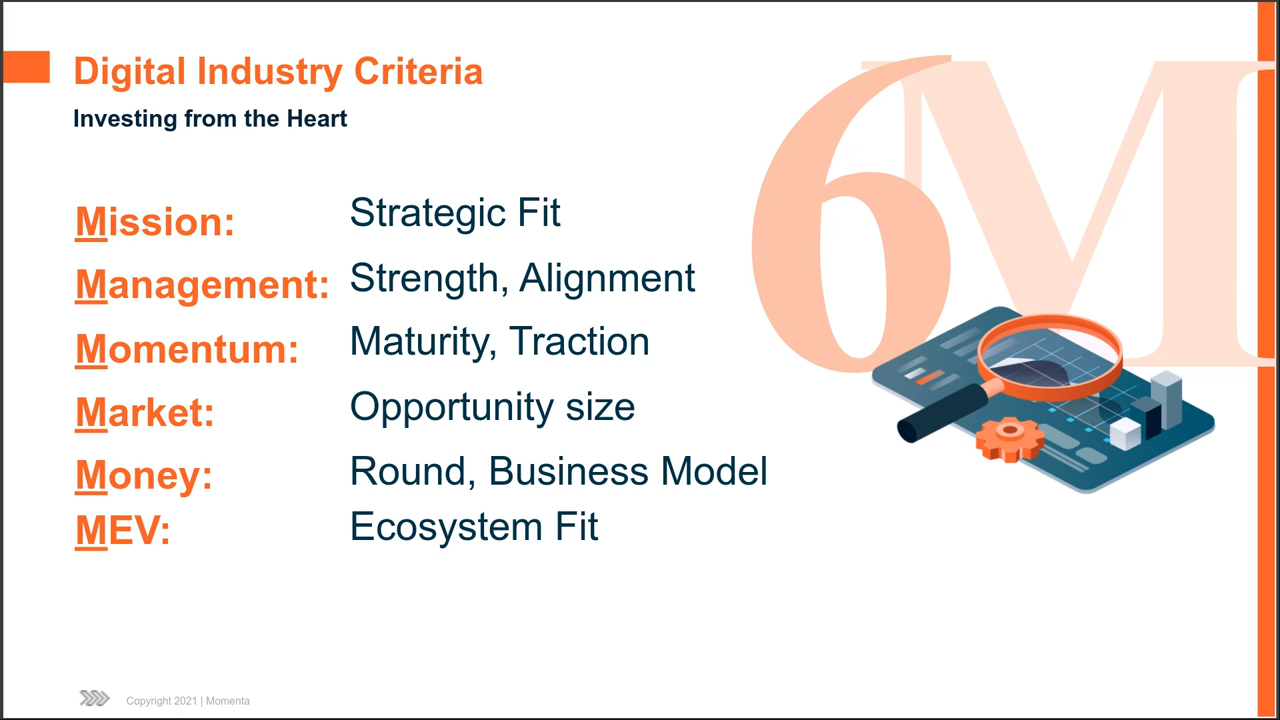 Digital Industry Criteria
Investing from the Heart
6M
Mission: Strategic Fit
Management: Strength, Alignment
Momentum: Maturity, Traction
Market: Opportunity size
Money: Round, Business Model
MEV: Ecosystem Fit
Copyright 2021 | Momenta